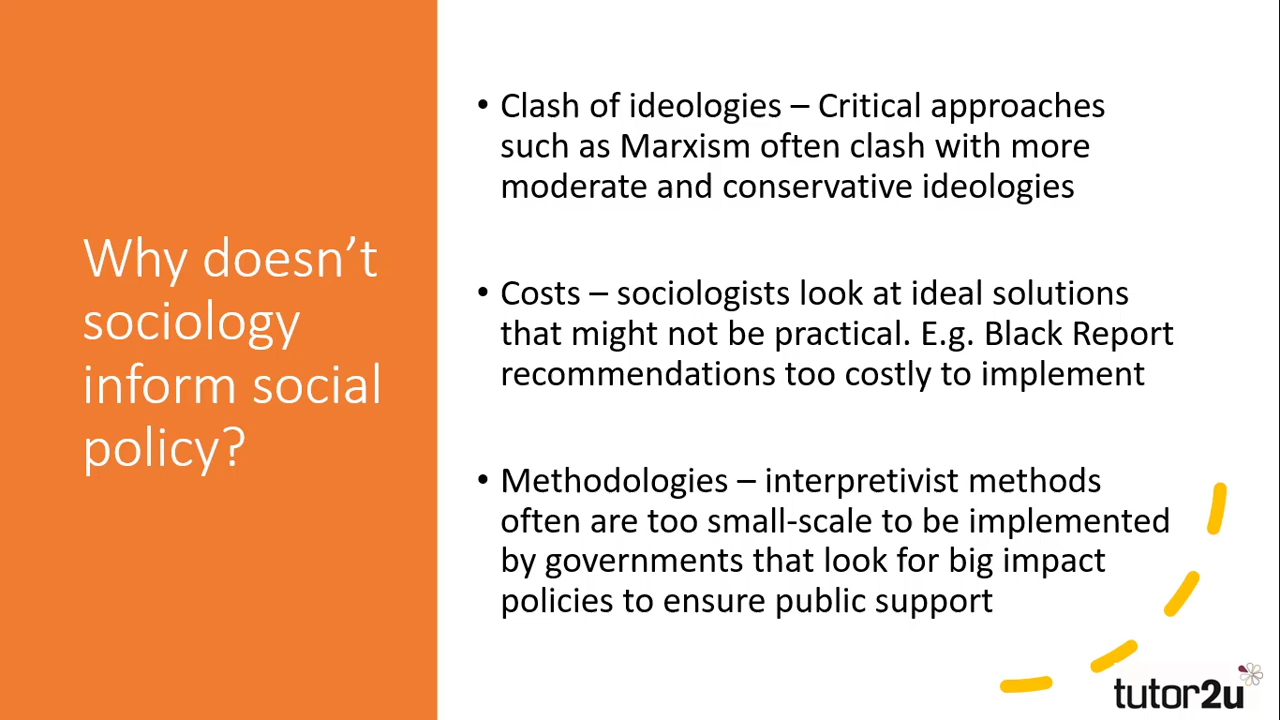 Why doesn’t
sociology
inform social
policy?
• Clash of ideologies – Critical approaches
such as Marxism often clash with more
moderate and conservative ideologies
• Costs – sociologists look at ideal solutions
that might not be practical. E.g. Black Report
recommendations too costly to implement
• Methodologies – interpretivist methods
often are too small-scale to be implemented
by governments that look for big impact
policies to ensure public support
tutor2u